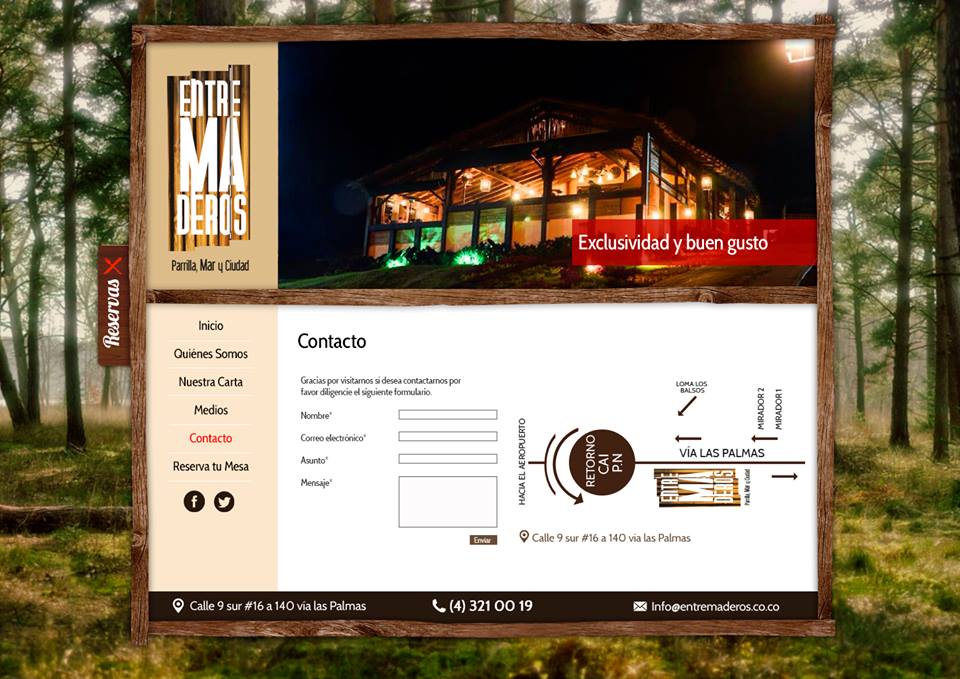 ENTRE
MA
DEROS
Parrilla, Mar y Ciudad
Exclusividad y buen gusto
Reservas
Inicio
Quiénes Somos
Nuestra Carta
Medios
Contacto
Reserva tu Mesa
Contacto
Gracias por visitarnos si desea contactarnos por
favor diligencie el siguiente formulario.
Nombre*
Correo electrónico*
Asunto*
Mensaje*
Enviar
HACIA EL AEROPUERTO
RETORNO
CAI
P.N
LOMA LOS
BALSOS
MIRADOR 2
MIRADOR 1
VÍA LAS PALMAS
ENTRE
MA
DEROS
Parrilla, Mar y Ciudad
Calle 9 sur #16 a 140 via las Palmas
Calle 9 sur #16 a 140 via las Palmas
(4) 321 00 19
Info@entremaderos.co.co